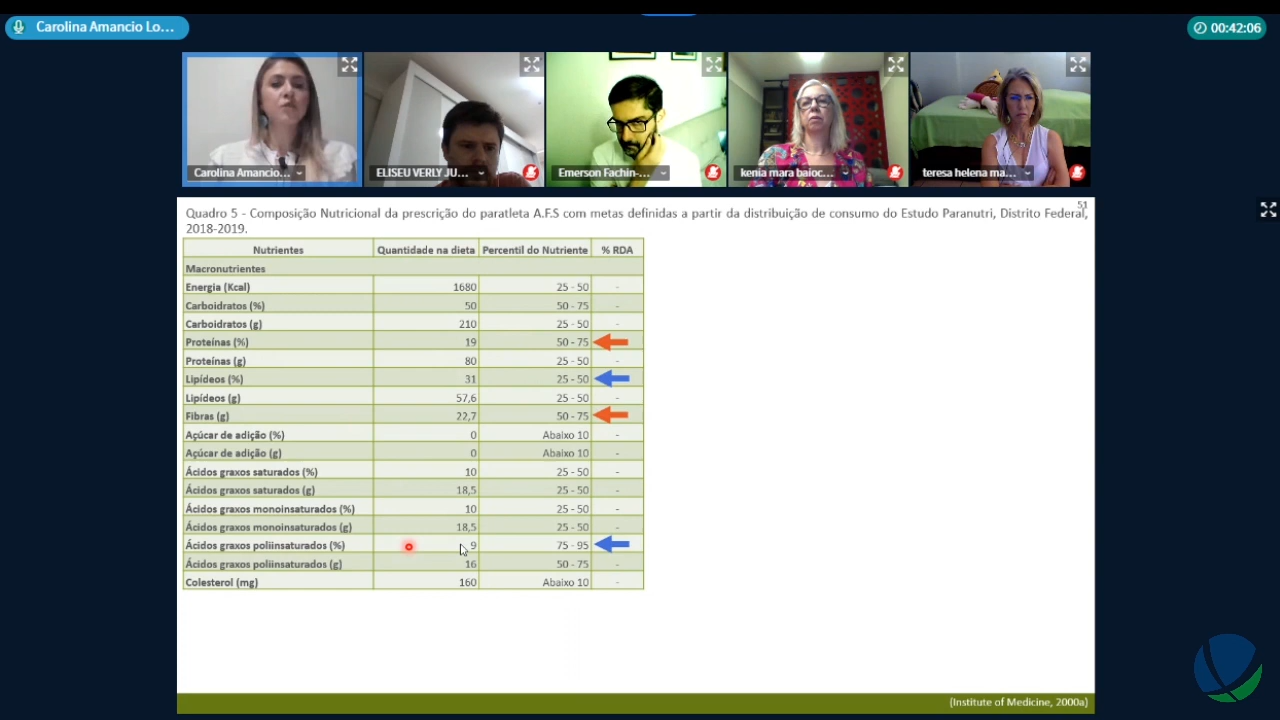 Carolina Amancio Lo...
00:42:06
Carolina Amancio...
ELISEU VERLY JU...
Emerson Fachin-...
kenia mara baioc...
teresa helena ma...
51
Quadro 5 - Composição Nutricional da prescrição do paratleta A.F.S com metas definidas a partir da distribuição de consumo do Estudo Paranutri, Distrito Federal,
2018-2019.
Nutrientes Quantidade na dieta Percentil do Nutriente % RDA
Macronutrientes
Energia (Kcal) 1680 25 - 50 -
Carboidratos (%) 50 50 - 75 -
Carboidratos (g) 210 25 - 50 -
Proteínas (%) 19 50 - 75
Proteínas (g) 80 25 - 50 -
Lipídeos (%) 31 25 - 50
Lipídeos (g) 57,6 25 - 50 -
Fibras (g) 22,7 50 - 75
Açúcar de adição (%) 0 Abaixo 10 -
Açúcar de adição (g) 0 Abaixo 10 -
Ácidos graxos saturados (%) 10 25 - 50 -
Ácidos graxos saturados (g) 18,5 25 - 50 -
Ácidos graxos monoinsaturados (%) 10 25 - 50 -
Ácidos graxos monoinsaturados (g) 18,5 25 - 50 -
Ácidos graxos poliinsaturados (%) 9 75 - 95
Ácidos graxos poliinsaturados (g) 16 50 - 75 -
Colesterol (mg) 160 Abaixo 10 -
(Institute of Medicine, 2000a)